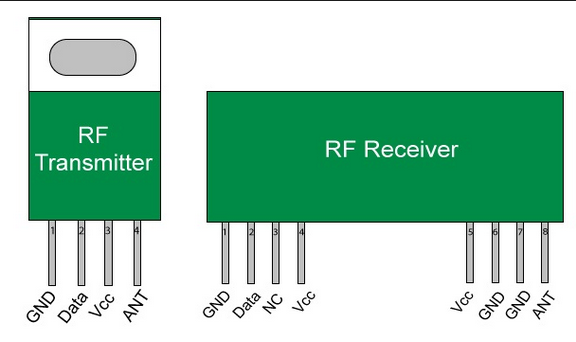 RF
Transmitter
RF Receiver
1 2 3 4
GND Data Vcc ANT
1 2 3 4 5 6 7 8
GND Data NC Vcc Vcc GND GND ANT